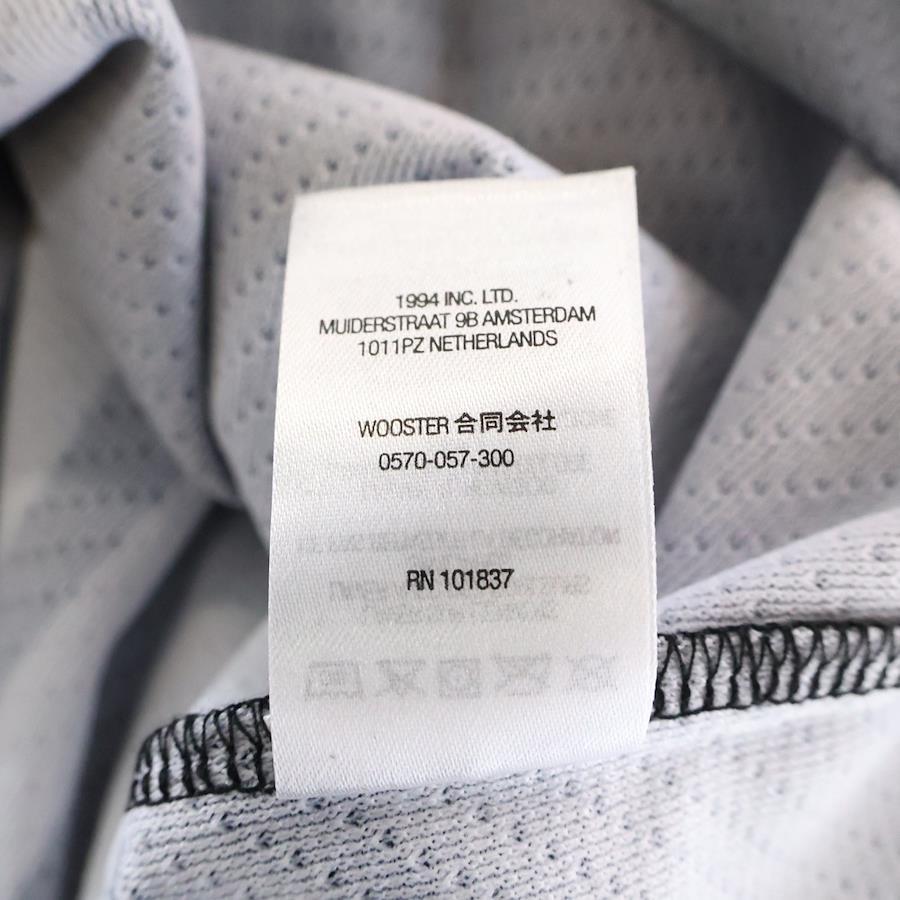 1994 INC. LTD.
MUIDERSTRAAT 9B AMSTERDAM
1011PZ NETHERLANDS
WOOSTER 合同会社
0570-057-300
RN 101837